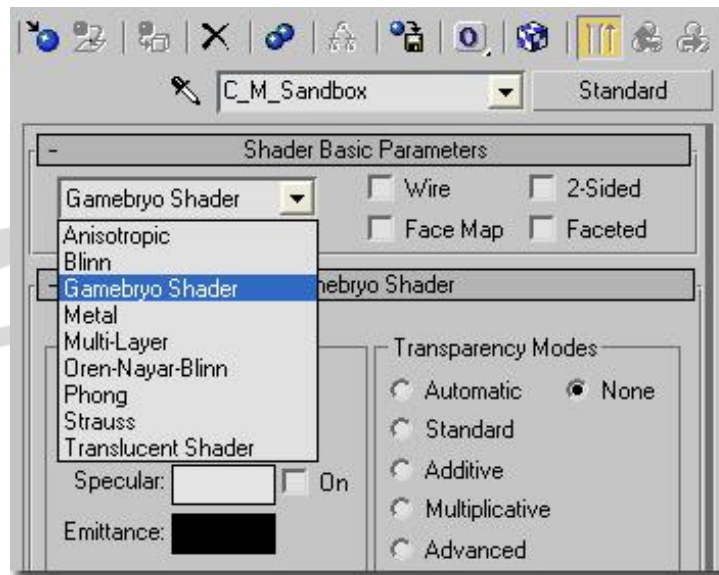 C_M_Sandbox
Standard
Shader Basic Parameters
Gamebryo Shader
Wire
2-Sided
Face Map
Faceted
Anisotropic
Blinn
Gamebryo Shader
Metal
Multi-Layer
Oren-Nayar-Blinn
Phong
Strauss
Translucent Shader
ebryo Shader
Transparency Modes
Automatic
None
Standard
Additive
Multiplicative
Advanced
Specular:
On
Emittance: